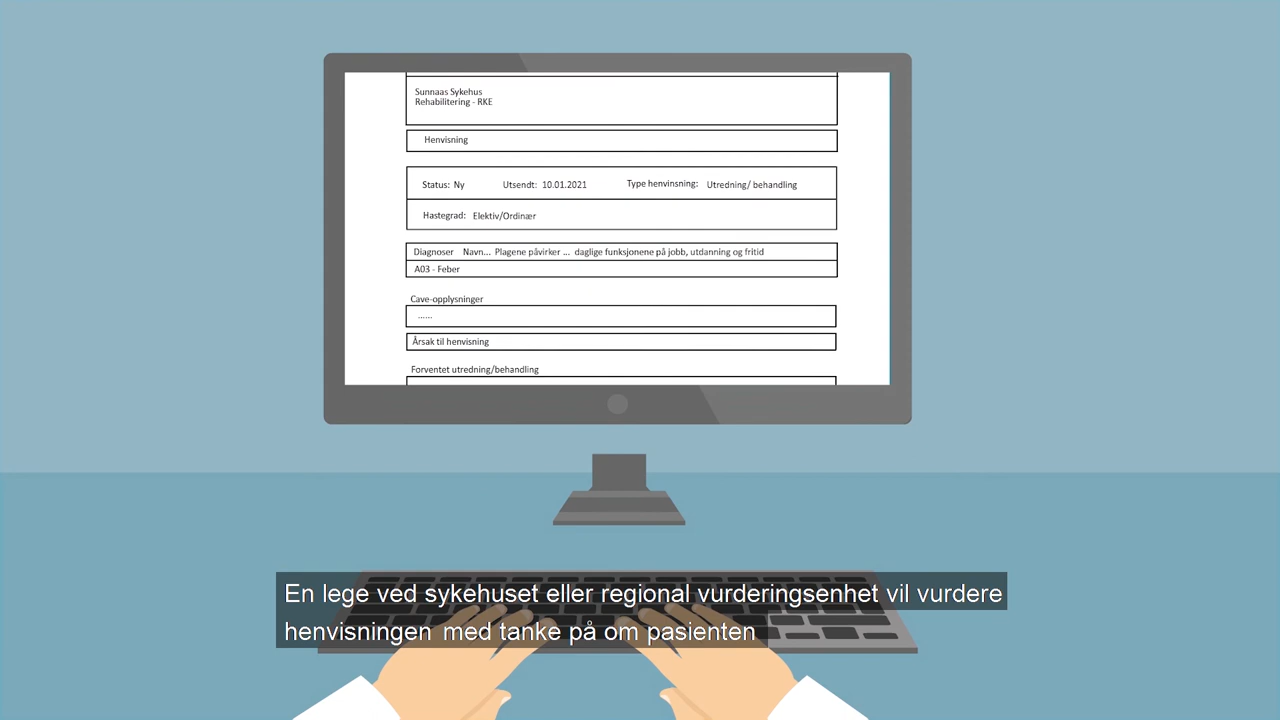 Sunnaas Sykehus
Rehabilitering - RKE
Henvisning
Status: Ny Utsendt: 10.01.2021 Type henvinsning: Utredning/ behandling
Hastegrad: Elektiv/Ordinær
Diagnoser Navn... Plagene påvirker ... daglige funksjonene på jobb, utdanning og fritid
A03 - Feber
Cave-opplysninger
......
Årsak til henvisning
Forventet utredning/behandling
En lege ved sykehuset eller regional vurderingsenhet vil vurdere
henvisningen med tanke på om pasienten